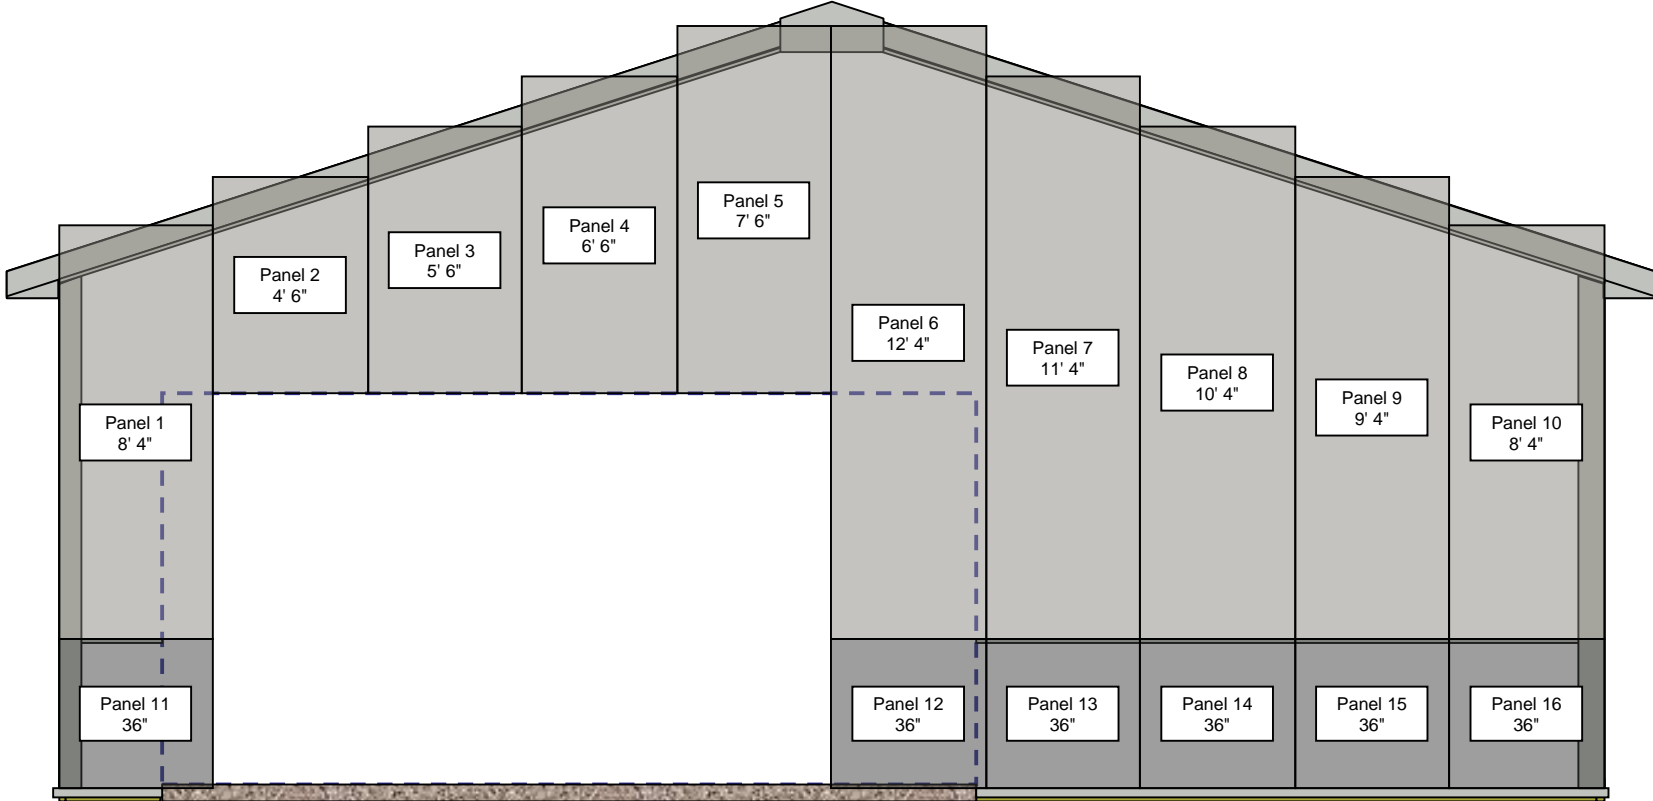 Panel 1
8' 4"
Panel 2
4' 6"
Panel 3
5' 6"
Panel 4
6' 6"
Panel 5
7' 6"
Panel 6
12' 4"
Panel 7
11' 4"
Panel 8
10' 4"
Panel 9
9' 4"
Panel 10
8' 4"
Panel 11
36"
Panel 12
36"
Panel 13
36"
Panel 14
36"
Panel 15
36"
Panel 16
36"